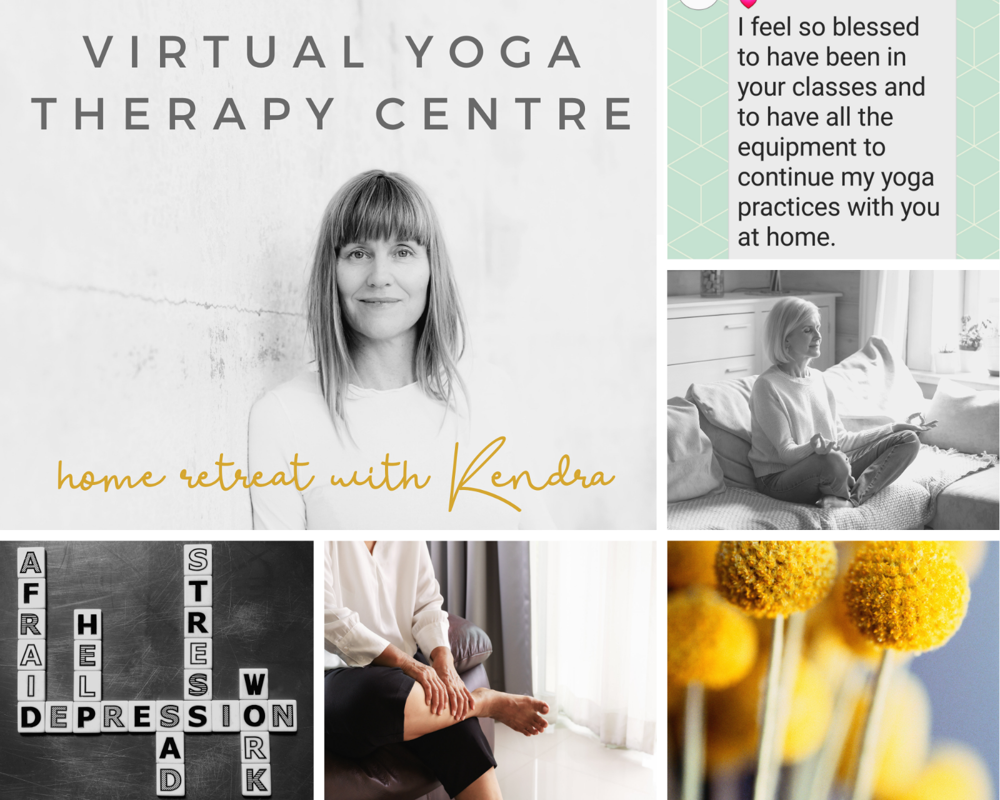 VIRTUAL YOGA
THERAPY CENTRE
home retreat with Kendra
I feel so blessed
to have been in
your classes and
to have all the
equipment to
continue my yoga
practices with you
at home.
AFRAID
HELP
STRESS
WORK
DEPRESSION
SAD